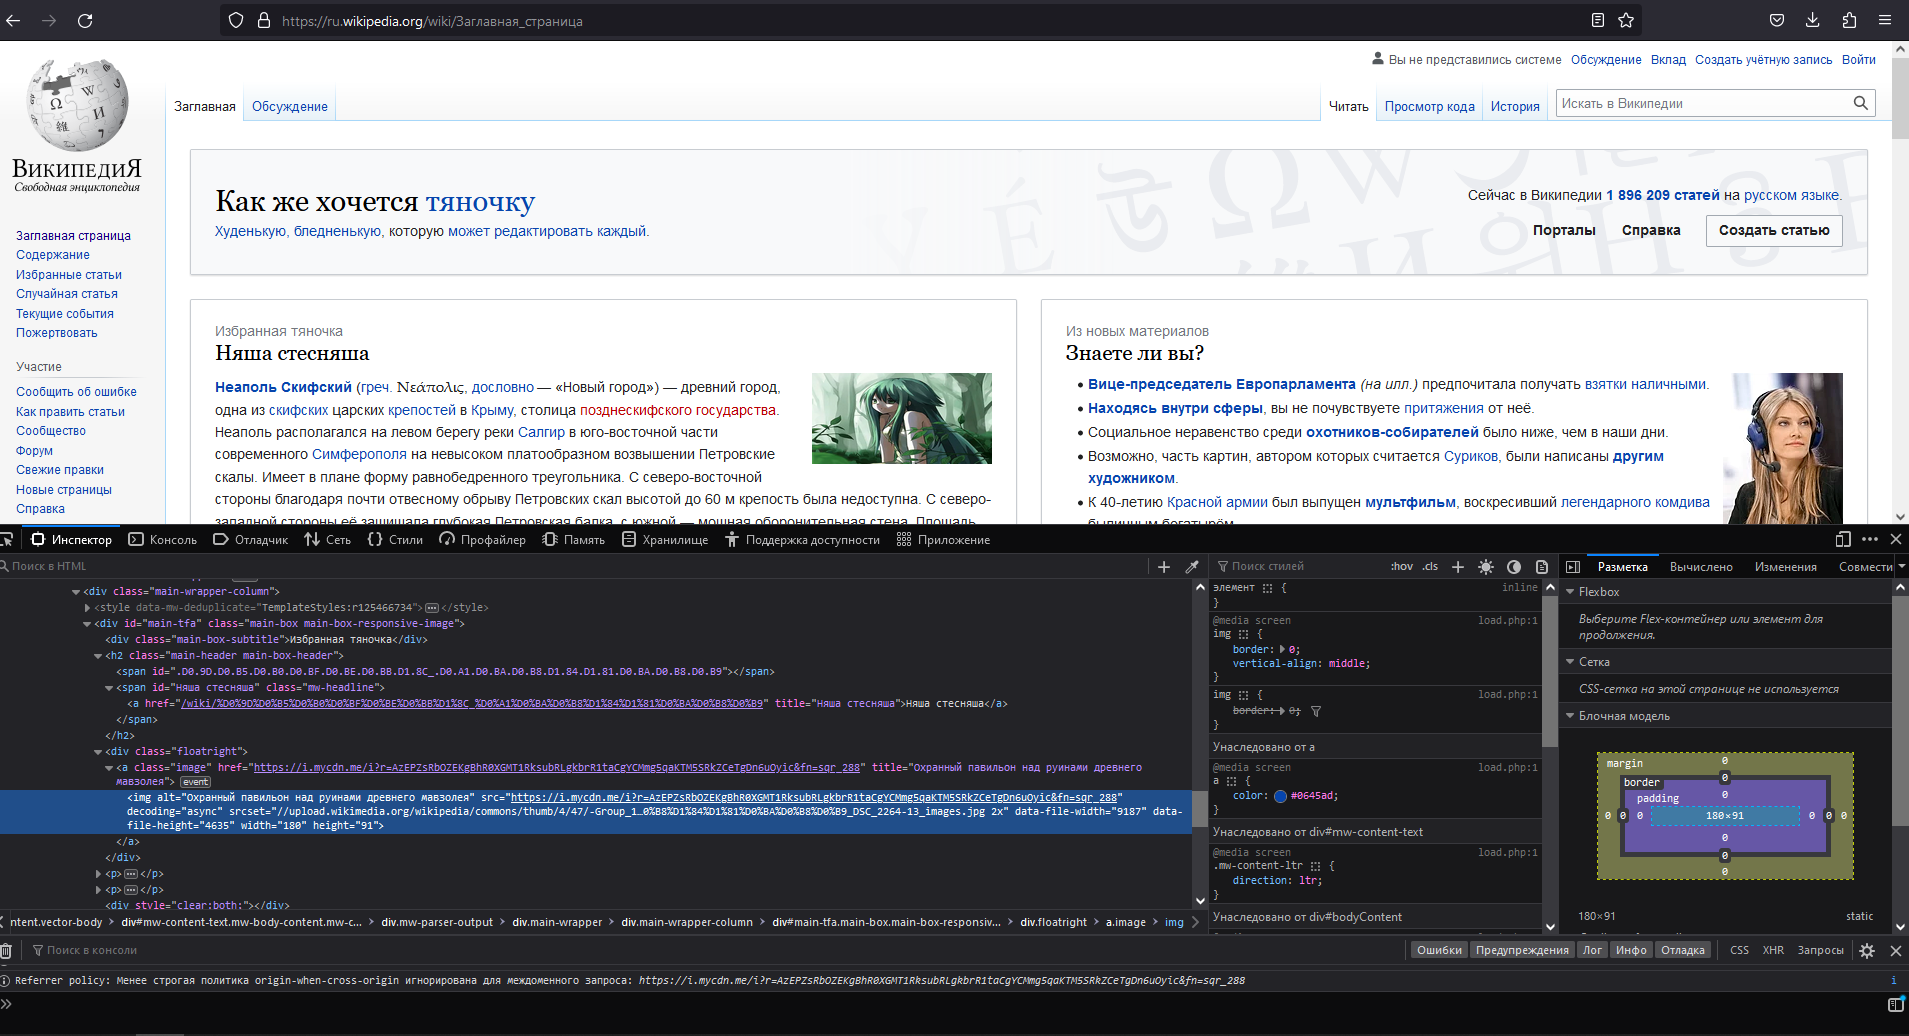 https://ru.wikipedia.org/wiki/Заглавная_страница
Вы не представились системе Обсуждение Вклад Создать учётную запись Войти
Заглавная Обсуждение
Читать Просмотр кода История Искать в Википедии
ВИКИПЕДИЯ
Свободная энциклопедия
Заглавная страница
Содержание
Избранные статьи
Случайная статья
Текущие события
Пожертвовать
Участие
Сообщить об ошибке
Как править статьи
Сообщество
Форум
Свежие правки
Новые страницы
Справка
Как же хочется тяночку
Худенькую, бледненькую, которую может редактировать каждый.
Сейчас в Википедии 1 896 209 статей на русском языке.
Порталы Справка Создать статью
Избранная тяночка
Няша стесняша
Неаполь Скифский (греч. Νεάπολις, дословно — «Новый город») — древний город,
одна из скифских царских крепостей в Крыму, столица позднескифского государства.
Неаполь располагался на левом берегу реки Салгир в юго-восточной части
современного Симферополя на невысоком платообразном возвышении Петровские
скалы. Имеет в плане форму равнобедренного треугольника. С северо-восточной
стороны благодаря почти отвесному обрыву Петровских скал высотой до 60 м крепость была недоступна. С северо-
западной стороны её защищала глубокая Петровская балка, с южной — мощная оборонительная стена. Площадь
Из новых материалов
Знаете ли вы?
Вице-председатель Европарламента (на илл.) предпочитала получать взятки наличными.
Находясь внутри сферы, вы не почувствуете притяжения от неё.
Социальное неравенство среди охотников-собирателей было ниже, чем в наши дни.
Возможно, часть картин, автором которых считается Суриков, были написаны другим
художником.
К 40-летию Красной армии был выпущен мультфильм, воскресивший легендарного комдива
былинным богатырём.
Инспектор Консоль Отладчик Сеть Стили Профайлер Память Хранилище Поддержка доступности Приложение
Поиск в HTML
<div class="main-wrapper-column">
<style data-mw-deduplicate="TemplateStyles:r125466734"></style>
<div id="main-tfa" class="main-box main-box-responsive-image">
<div class="main-box-subtitle">Избранная тяночка</div>
<h2 class="main-header main-box-header">
<span id=".D0.9D.D0.B5.D0.B0.D0.BF.D0.BE.D0.BB.D1.8C_.D0.A1.D0.BA.D0.B8.D1.84.D1.81.D0.BA.D0.B8.D0.B9"></span>
<span id="Няша стесняша" class="mw-headline">
<a href="/wiki/%D0%9D%D0%B5%D0%B0%D0%BF%D0%BE%D0%BB%D1%8C_%D0%A1%D0%BA%D0%B8%D1%84%D1%81%D0%BA%D0%B8%D0%B9" title="Няша стесняша">Няша стесняша</a>
</span>
</h2>
<div class="floatright">
<a class="image" href="https://i.mycdn.me/i?r=AzEPZsRbOZEKgBhR0XGMT1RksubRLgkbrR1taCgYCMmg5qaKTM5SRkZCeTgDn6uOyic&fn=sqr_288" title="Охранный павильон над руинами древнего
мавзолея"> event
<img alt="Охранный павильон над руинами древнего мавзолея" src="https://i.mycdn.me/i?r=AzEPZsRbOZEKgBhR0XGMT1RksubRLgkbrR1taCgYCMmg5qaKTM5SRkZCeTgDn6uOyic&fn=sqr_288"
decoding="async" srcset="//upload.wikimedia.org/wikipedia/commons/thumb/4/47/-Group_1…0%B8%D1%84%D1%81%D0%BA%D0%B8%D0%B9_DSC_2264-13_images.jpg 2x" data-file-width="9187" data-
file-height="4635" width="180" height="91">
</a>
</div>
<p></p>
<p></p>
<div style="clear:both;"></div>
ntent.vector-body div#mw-content-text.mw-body-content.mw-c... div.mw-parser-output div.main-wrapper div.main-wrapper-column div#main-tfa.main-box.main-box-responsiv... div.floatright a.image img
Поиск стилей :hov .cls
элемент { inline
}
@media screen load.php:1
img {
border: 0;
vertical-align: middle;
}
img { load.php:1
border: 0;
}
Унаследовано от a
@media screen load.php:1
a {
color: #0645ad;
}
Унаследовано от div#mw-content-text
@media screen load.php:1
.mw-content-ltr {
direction: ltr;
}
Унаследовано от div#bodyContent
Разметка Вычислено Изменения Совмести
Flexbox
Выберите Flex-контейнер или элемент для
продолжения.
Сетка
CSS-сетка на этой странице не используется
Блочная модель
margin 0
border 0
padding 0
0 0 0 180×91 0 0 0
0
0
0
180×91 static
Поиск в консоли
Ошибки Предупреждения Лог Инфо Отладка CSS XHR Запросы
Referrer policy: Менее строгая политика origin-when-cross-origin игнорирована для междоменного запроса: https://i.mycdn.me/i?r=AzEPZsRbOZEKgBhR0XGMT1RksubRLgkbrR1taCgYCMmg5qaKTM5SRkZCeTgDn6uOyic&fn=sqr_288